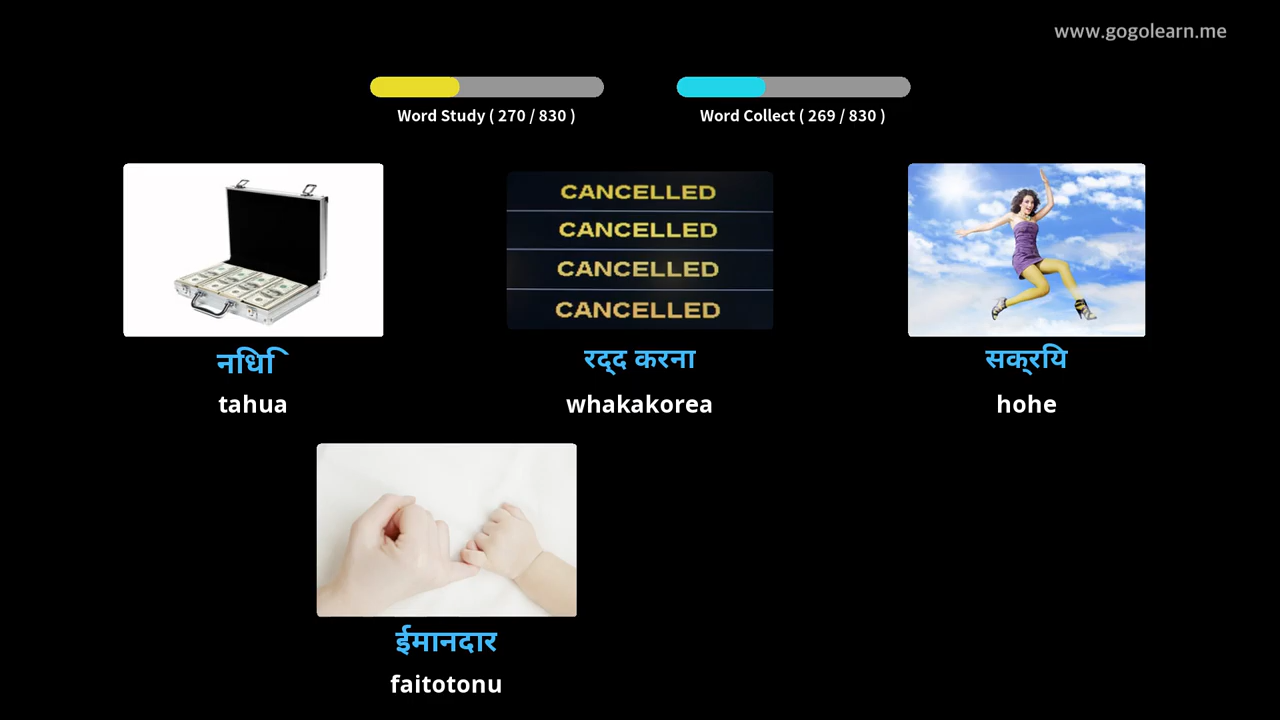 www.gogolearn.me
Word Study ( 270 / 830 )
Word Collect ( 269 / 830 )
CANCELLED
CANCELLED
CANCELLED
CANCELLED
निधि
रद्द करना
सक्रिय
tahua
whakakorea
hohe
ईमानदार
faitotonu